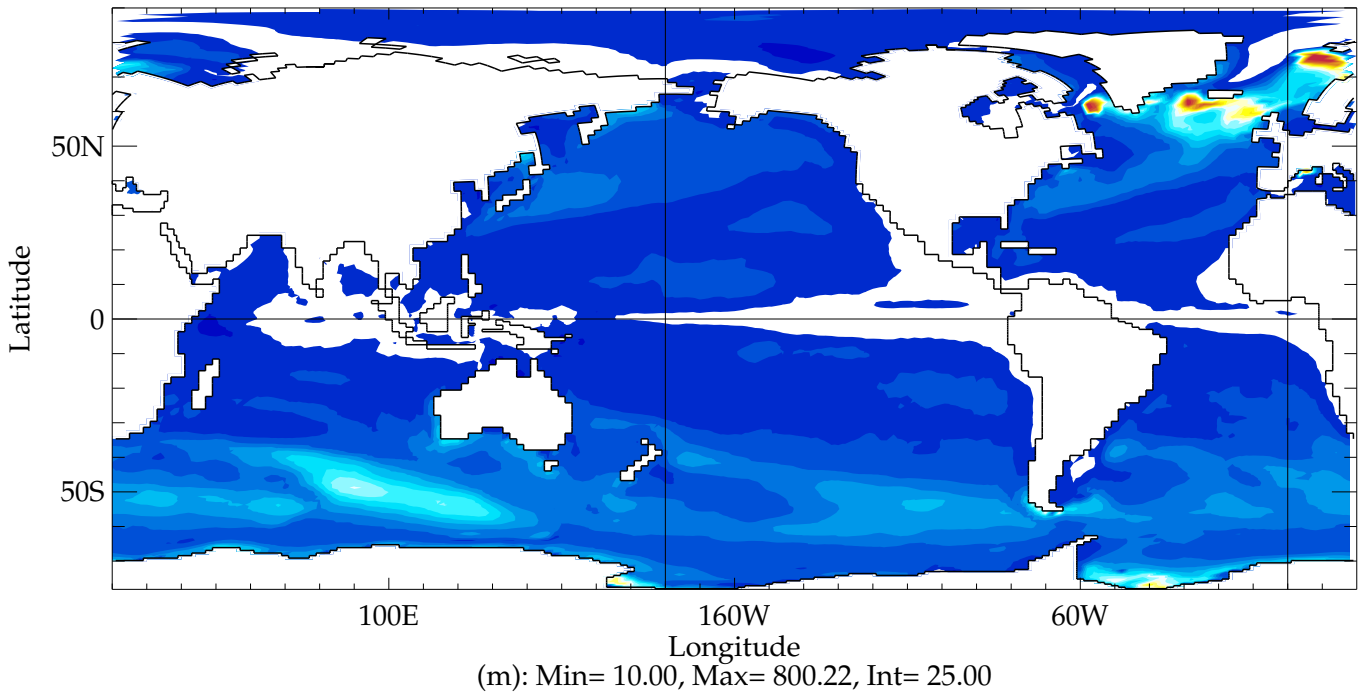 Latitude
50N
0
50S
100E 160W 60W
Longitude
(m): Min= 10.00, Max= 800.22, Int= 25.00